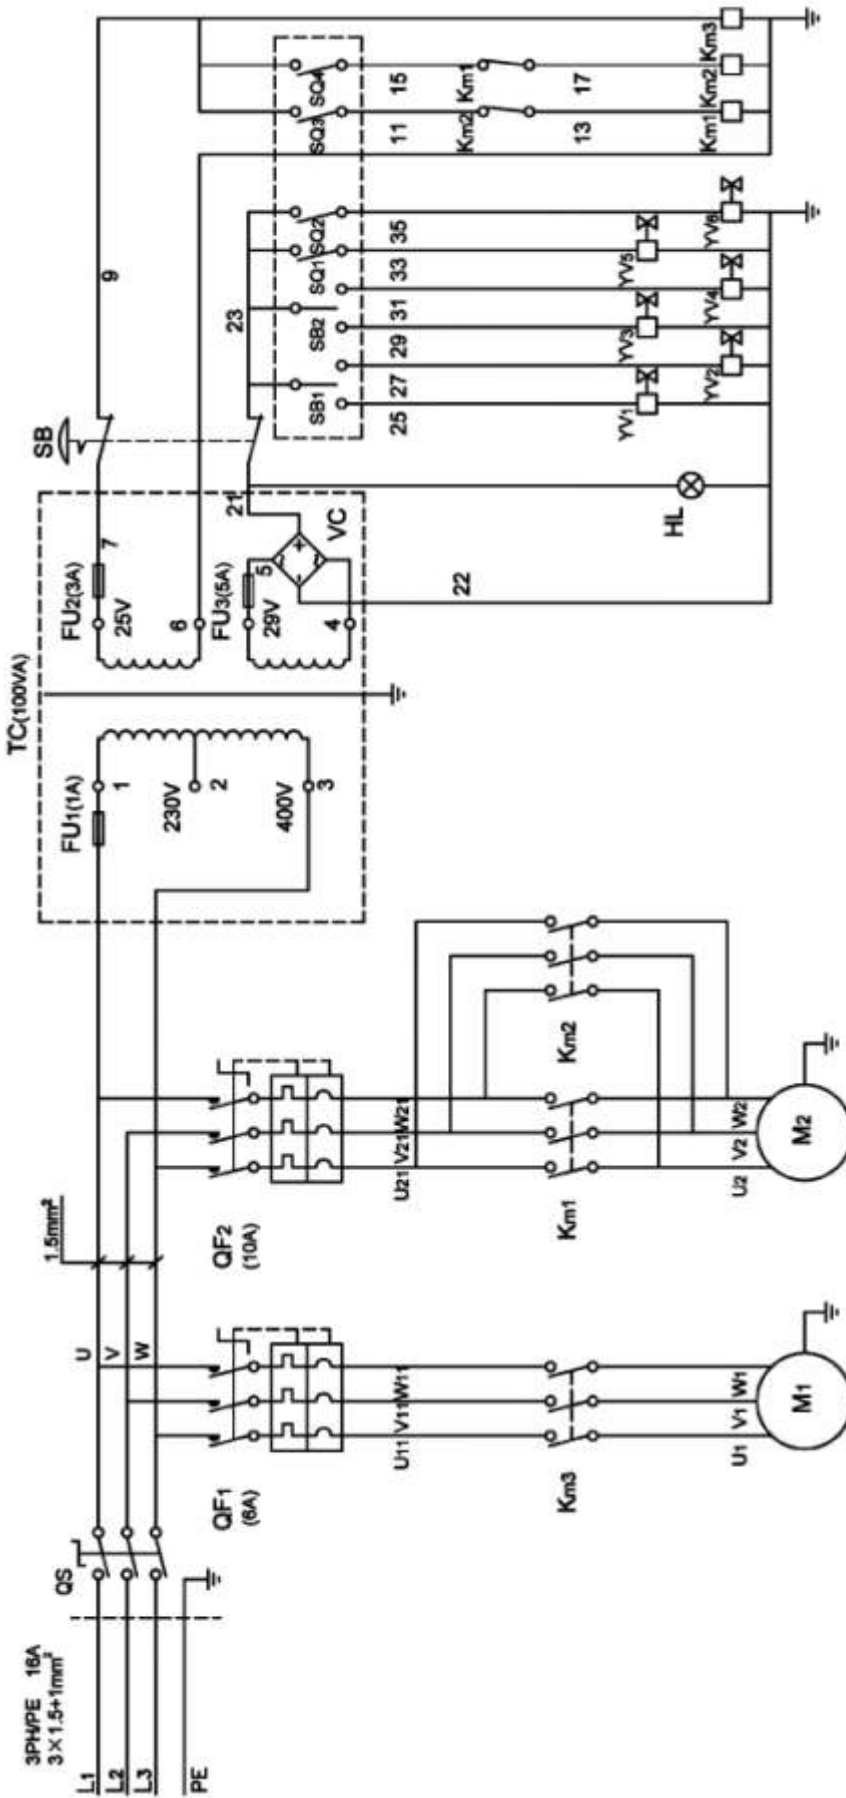 3PH/PE 16A
3×1.5+1mm²
L1
L2
L3
PE
QS
U
V
W
1.5mm²
QF1
(6A)
U11 V11 W11
Km3
U1 V1 W1
M1
QF2
(10A)
U21 V21 W21
Km1
Km2
U2 V2 W2
M2
TC(100VA)
FU1(1A)
1
230V
2
400V
3
FU2(3A)
25V
7
6
FU3(5A)
29V
5
4
VC
21
22
SB
9
23
HL
SB1
SB2
SQ1
SQ2
SQ3
SQ4
25
27
29
31
33
35
11
15
Km2
Km1
13
17
YV1
YV2
YV3
YV4
YV5
YV6
Km1
Km2
Km3